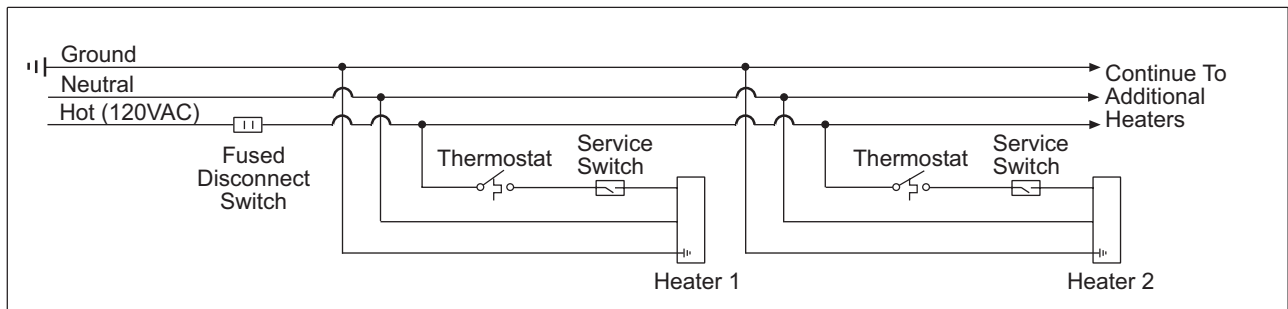 Ground
Neutral
Hot (120VAC)
Fused
Disconnect
Switch
Thermostat
Service
Switch
Heater 1
Thermostat
Service
Switch
Heater 2
Continue To
Additional
Heaters